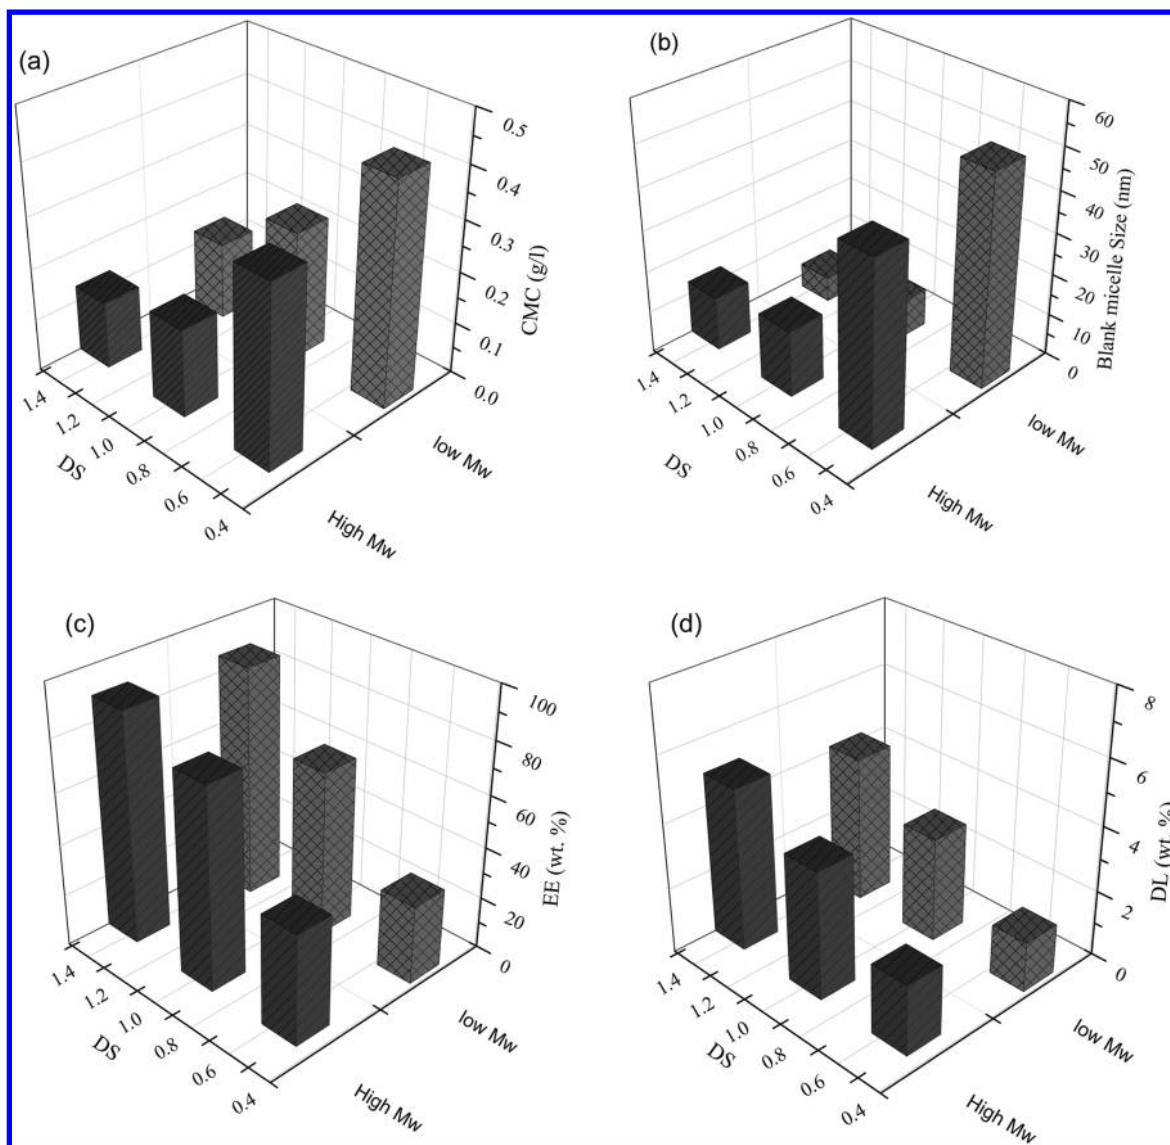 (a)
0.5
0.4
0.3
0.2
0.1
0.0
CMC (g/l)
1.4
1.2
1.0
0.8
0.6
0.4
DS
low Mw
High Mw
(b)
60
50
40
30
20
10
0
Blank micelle Size (nm)
1.4
1.2
1.0
0.8
0.6
0.4
DS
low Mw
High Mw
(c)
100
80
60
40
20
0
EE (wt. %)
1.4
1.2
1.0
0.8
0.6
0.4
DS
low Mw
High Mw
(d)
8
6
4
2
0
DL (wt. %)
1.4
1.2
1.0
0.8
0.6
0.4
DS
low Mw
High Mw